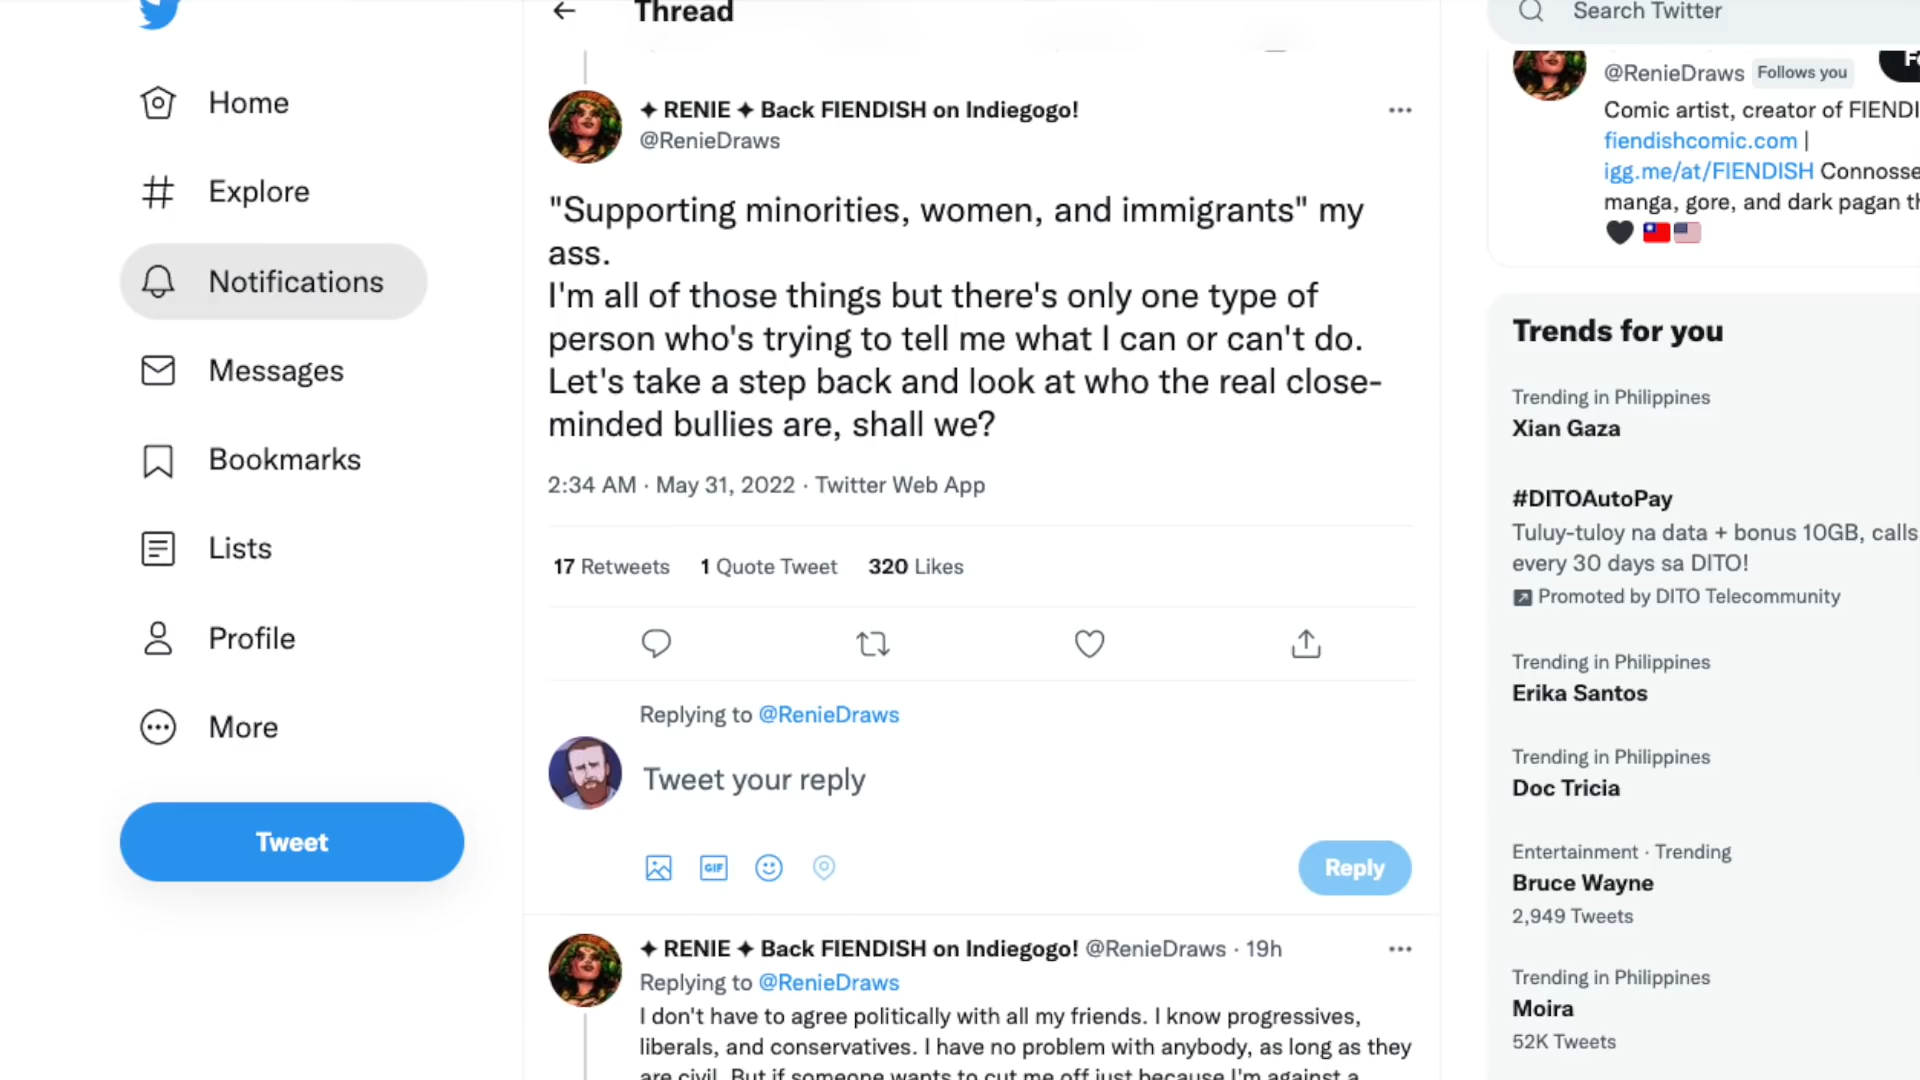 Thread
Search Twitter
Home
Explore
Notifications
Messages
Bookmarks
Lists
Profile
More
Tweet
✦ RENIE ✦ Back FIENDISH on Indiegogo!
@RenieDraws
"Supporting minorities, women, and immigrants" my
ass.
I'm all of those things but there's only one type of
person who's trying to tell me what I can or can't do.
Let's take a step back and look at who the real close-
minded bullies are, shall we?
2:34 AM · May 31, 2022 · Twitter Web App
17 Retweets 1 Quote Tweet 320 Likes
Replying to @RenieDraws
Tweet your reply
GIF
Reply
✦ RENIE ✦ Back FIENDISH on Indiegogo! @RenieDraws · 19h
Replying to @RenieDraws
I don't have to agree politically with all my friends. I know progressives,
liberals, and conservatives. I have no problem with anybody, as long as they
are civil. But if someone wants to cut me off just because I'm against a
@RenieDraws Follows you
Comic artist, creator of
fiendishcomic.com |
igg.me/at/FIENDISH
manga, gore, and dark pagan
Trends for you
Trending in Philippines
Xian Gaza
#DITOAutoPay
Tuluy-tuloy na data + bonus 10GB, calls
every 30 days sa DITO!
Promoted by DITO Telecommunity
Trending in Philippines
Erika Santos
Trending in Philippines
Doc Tricia
Entertainment · Trending
Bruce Wayne
2,949 Tweets
Trending in Philippines
Moira
52K Tweets